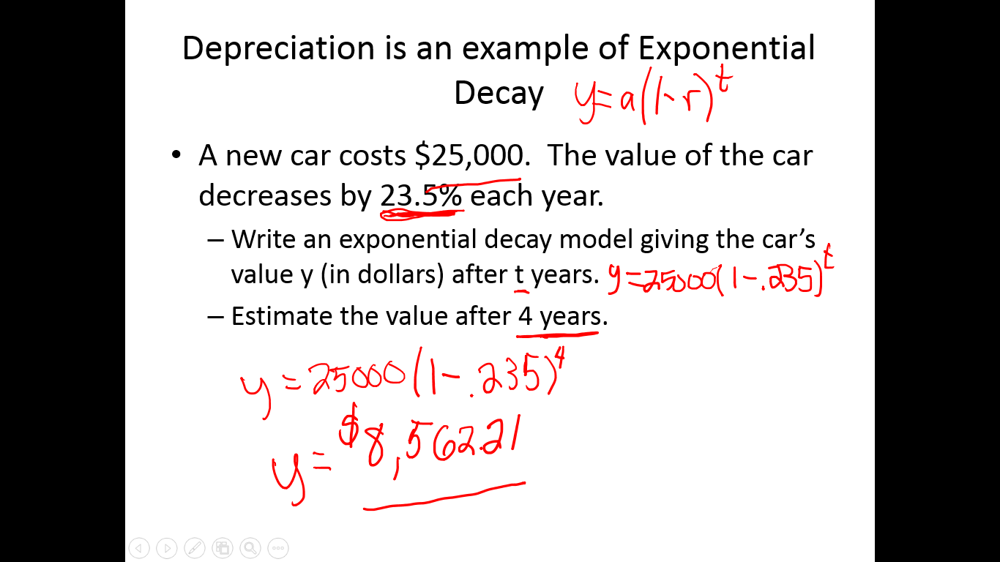 Depreciation is an example of Exponential
Decay y=a(1-r)^t
• A new car costs $25,000. The value of the car
decreases by 23.5% each year.
– Write an exponential decay model giving the car’s
value y (in dollars) after t years. y=25000(1-.235)^t
– Estimate the value after 4 years.
y=25000(1-.235)^4
y=$8,562.21